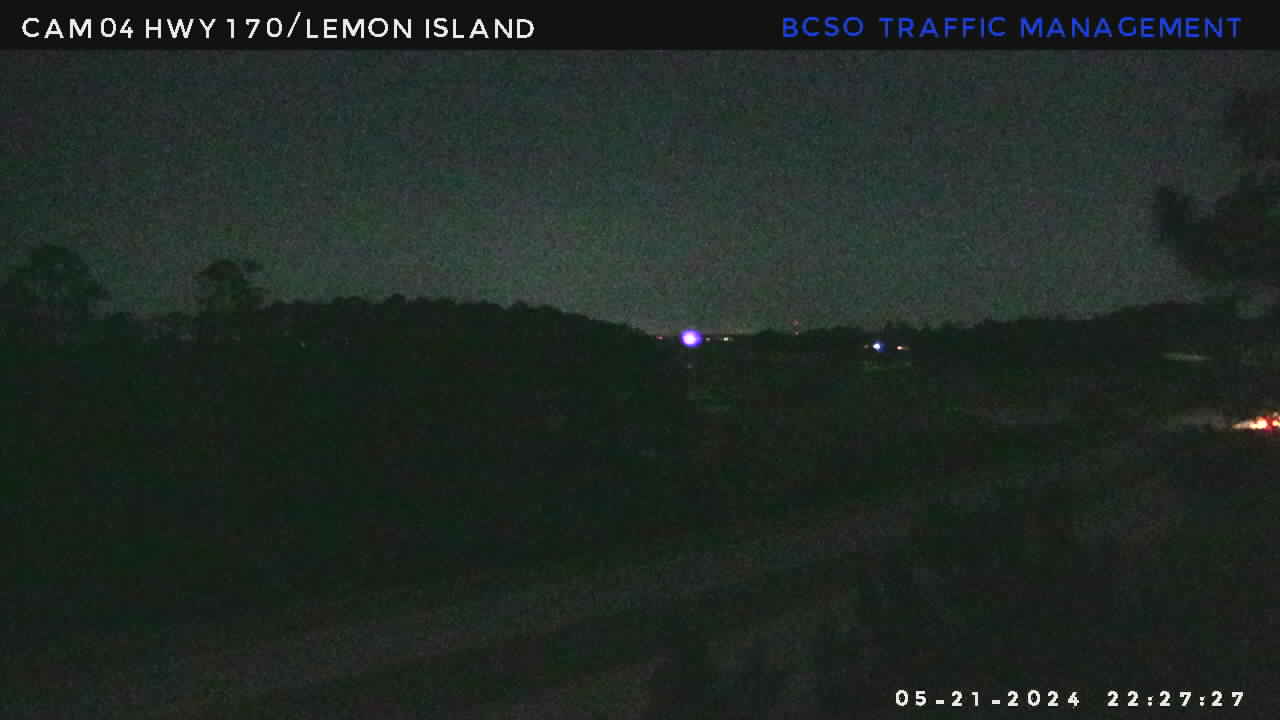 CAM04 HWY 170/LEMON ISLAND
BCSO TRAFFIC MANAGEMENT
05-21-2024 22:27:27